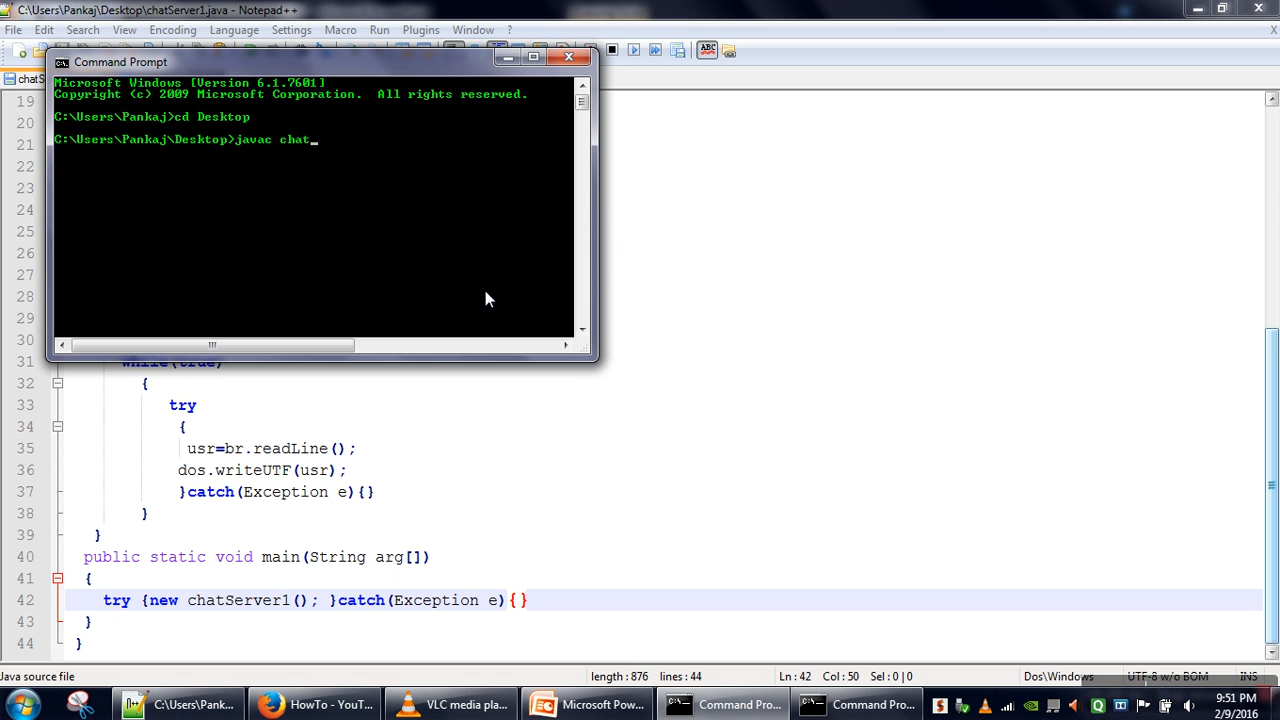 C:\Users\Pankaj\Desktop\chatServer1.java - Notepad++
File Edit Search View Encoding Language Settings Macro Run Plugins Window ? X
ABC
chatS
Command Prompt
Microsoft Windows [Version 6.1.7601]
Copyright (c) 2009 Microsoft Corporation.  All rights reserved.
C:\Users\Pankaj>cd Desktop
C:\Users\Pankaj\Desktop>javac chat_
19
20
21
22
23
24
25
26
27
28
29
30
31 while(true)
32 {
33 try
34 {
35 usr=br.readLine();
36 dos.writeUTF(usr);
37 }catch(Exception e){}
38 }
39 }
40 public static void main(String arg[])
41 {
42 try {new chatServer1(); }catch(Exception e){}
43 }
44 }
Java source file length : 876 lines : 44 Ln : 42 Col : 50 Sel : 0 | 0 Dos\Windows UTF-8 w/o BOM INS
C:\Users\Pank... HowTo - YouT... VLC media pla... Microsoft Pow... Command Pro... Command Pro... 9:51 PM
2/9/2016